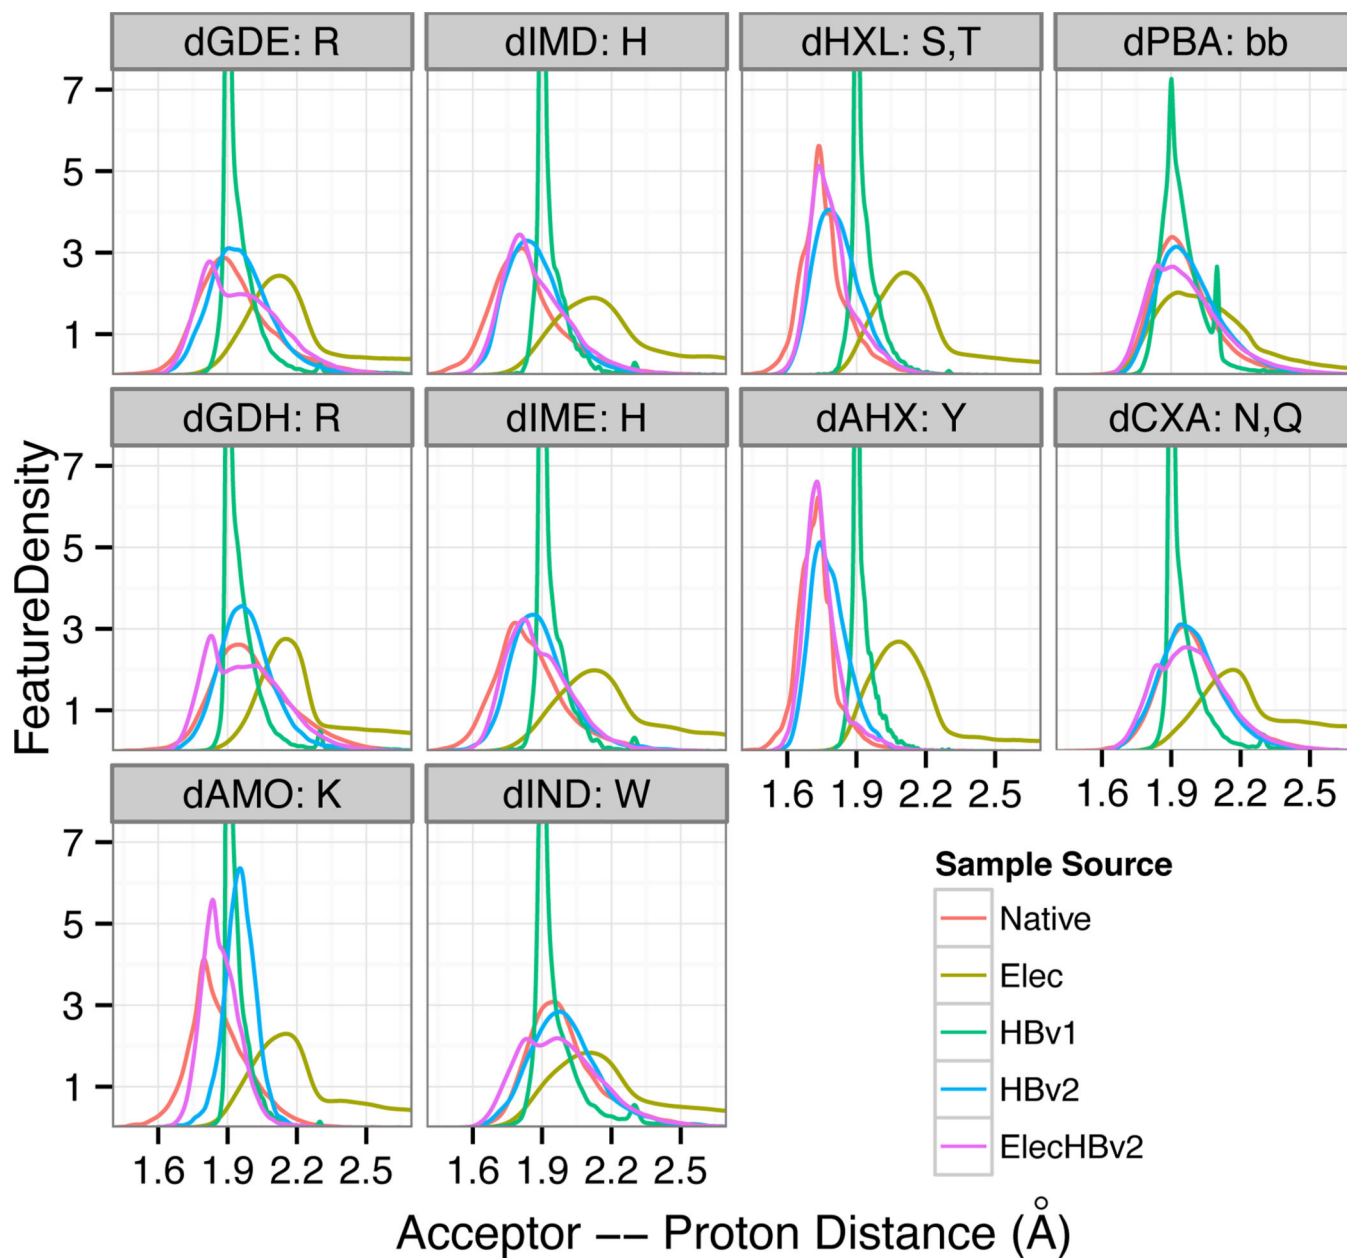 dGDE: R dIMD: H dHXL: S,T dPBA: bb
7
5
3
1
dGDH: R dIME: H dAHX: Y dCXA: N,Q
7
5
3
1
1.6 1.9 2.2 2.5 1.6 1.9 2.2 2.5
dAMO: K dIND: W
7
5
3
1
1.6 1.9 2.2 2.5 1.6 1.9 2.2 2.5
FeatureDensity
Acceptor -- Proton Distance (Å)
Sample Source
Native
Elec
HBv1
HBv2
ElecHBv2